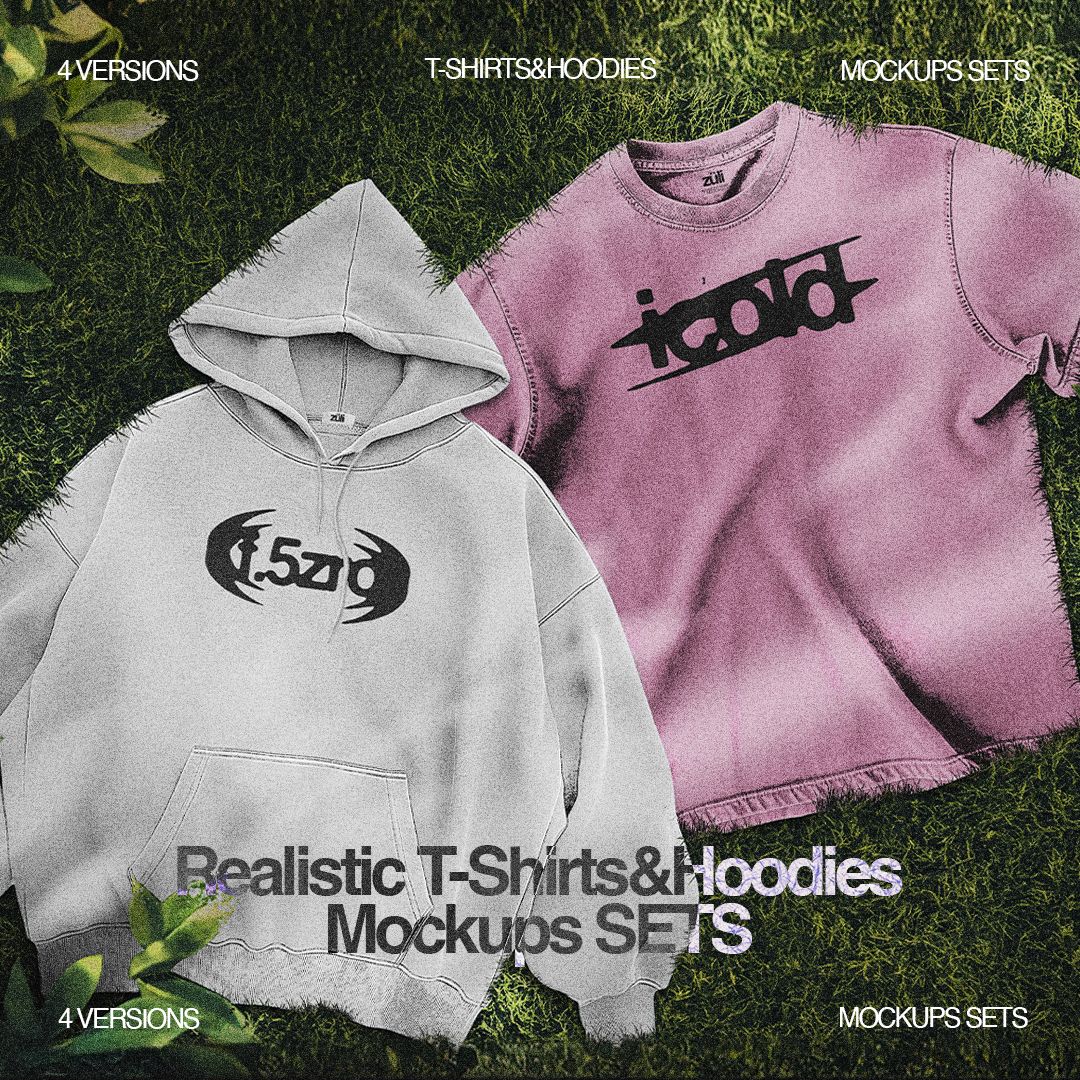 4 VERSIONS
T-SHIRTS&HOODIES
MOCKUPS SETS
züli
icold
züli
1.5zro
Realistic T-Shirts&Hoodies
Mockups SETS
4 VERSIONS
MOCKUPS SETS